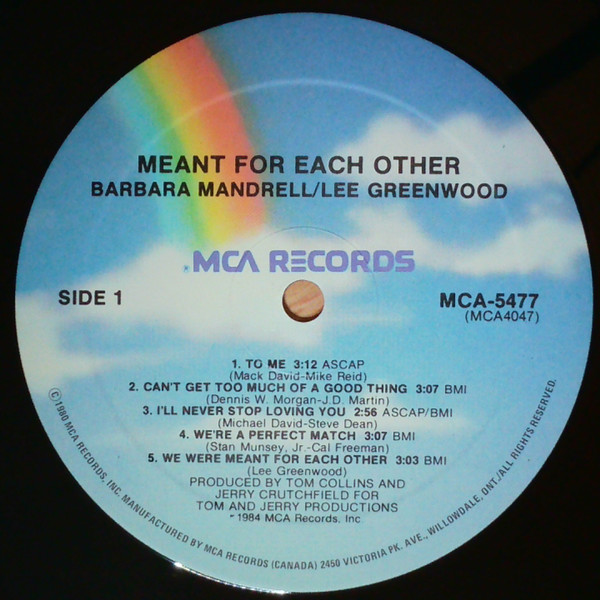 MEANT FOR EACH OTHER
BARBARA MANDRELL/LEE GREENWOOD
MCA RECORDS
SIDE 1
MCA-5477
(MCA4047)
1. TO ME 3:12 ASCAP
(Mack David-Mike Reid)
2. CAN'T GET TOO MUCH OF A GOOD THING 3:07 BMI
(Dennis W. Morgan-J.D. Martin)
3. I'LL NEVER STOP LOVING YOU 2:56 ASCAP/BMI
(Michael David-Steve Dean)
4. WE'RE A PERFECT MATCH 3:07 BMI
(Stan Munsey, Jr.-Cal Freeman)
5. WE WERE MEANT FOR EACH OTHER 3:03 BMI
(Lee Greenwood)
PRODUCED BY TOM COLLINS AND
JERRY CRUTCHFIELD FOR
TOM AND JERRY PRODUCTIONS
1984 MCA Records, Inc
©1980 MCA RECORDS, INC. MANUFACTURED BY MCA RECORDS (CANADA) 2450 VICTORIA PK. AVE., WILLOWDALE, ONT./ALL RIGHTS RESERVED.